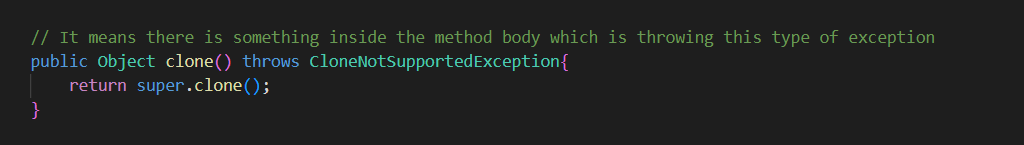 // It means there is something inside the method body which is throwing this type of exception
public Object clone() throws CloneNotSupportedException{
    return super.clone();
}